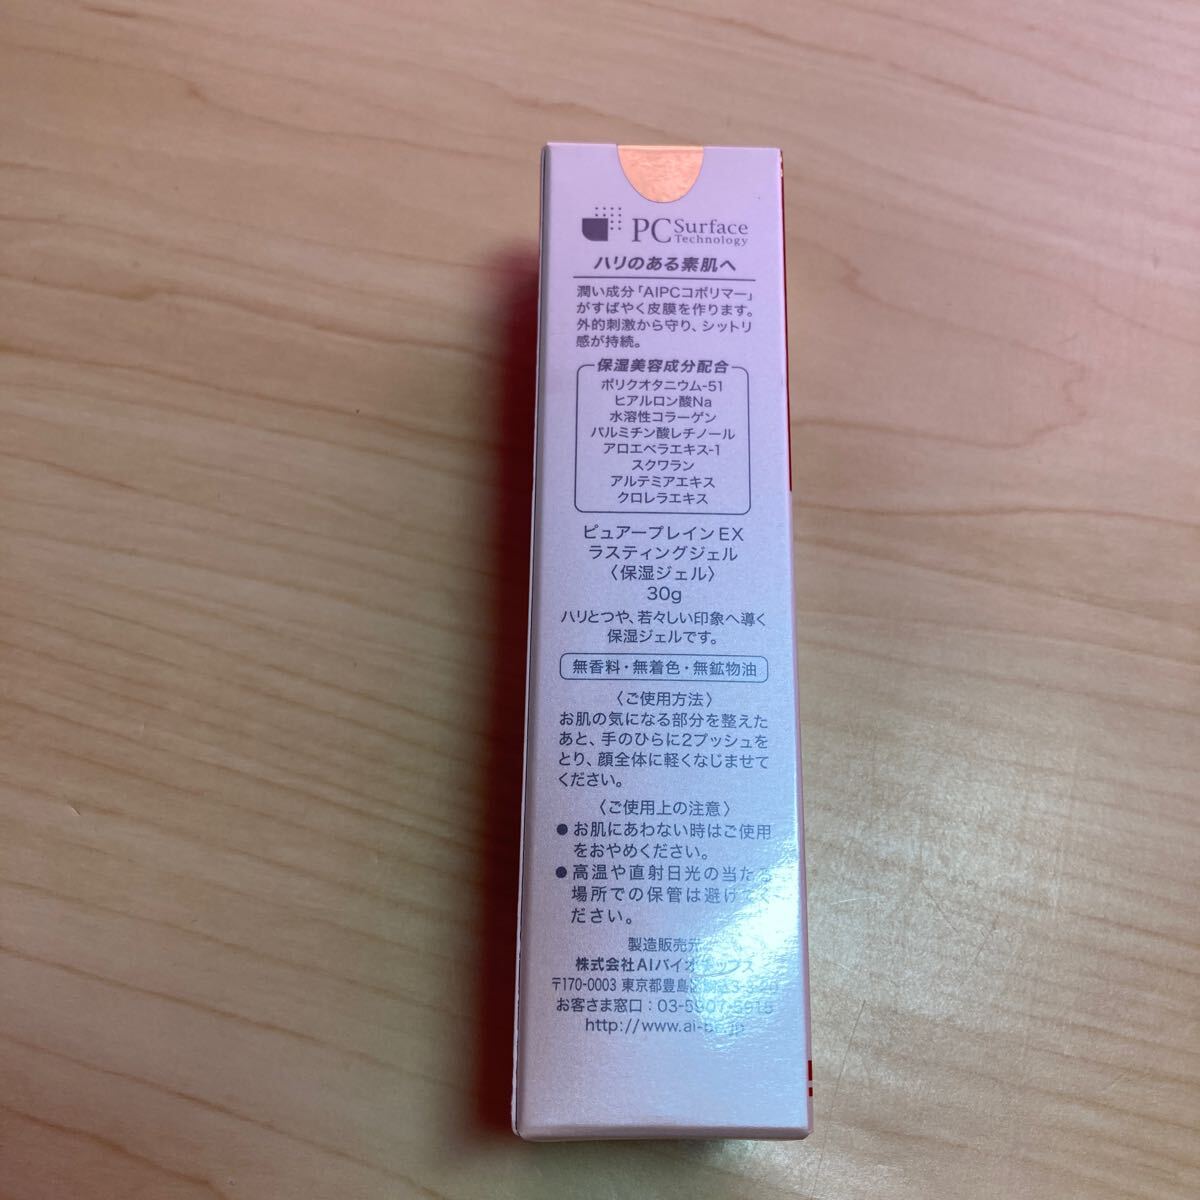 PC Surface Technology
ハリのある素肌へ
潤い成分「AIPCコポリマー」
がすばやく皮膜を作ります。
外的刺激から守り、シットリ
感が持続。
保湿美容成分配合
ポリクオタニウム-51
ヒアルロン酸Na
水溶性コラーゲン
パルミチン酸レチノール
アロエベラエキス-1
スクワラン
アルテミアエキス
クロレラエキス
ピュアープレインEX
ラスティングジェル
〈保湿ジェル〉
30g
ハリとつや、若々しい印象へ導く
保湿ジェルです。
無香料・無着色・無鉱物油
〈ご使用方法〉
お肌の気になる部分を整えた
あと、手のひらに2プッシュを
とり、顔全体に軽くなじませて
ください。
〈ご使用上の注意〉
●お肌にあわない時はご使用
をおやめください。
●高温や直射日光の当たる
場所での保管は避けてく
ださい。
製造販売元
株式会社AIバイオチップス
〒170-0003 東京都豊島区
お客さま窓口：03-5907-5915
http://www.ai-